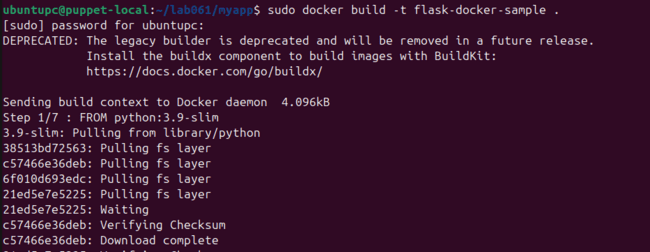 ubuntupc@puppet-local:~/lab061/myapp$ sudo docker build -t flask-docker-sample .
[sudo] password for ubuntupc:
DEPRECATED: The legacy builder is deprecated and will be removed in a future release.
            Install the buildx component to build images with BuildKit:
            https://docs.docker.com/go/buildx/

Sending build context to Docker daemon  4.096kB
Step 1/7 : FROM python:3.9-slim
3.9-slim: Pulling from library/python
38513bd72563: Pulling fs layer
c57466e36deb: Pulling fs layer
6f010d693edc: Pulling fs layer
21ed5e7e5225: Pulling fs layer
21ed5e7e5225: Waiting
c57466e36deb: Verifying Checksum
c57466e36deb: Download complete